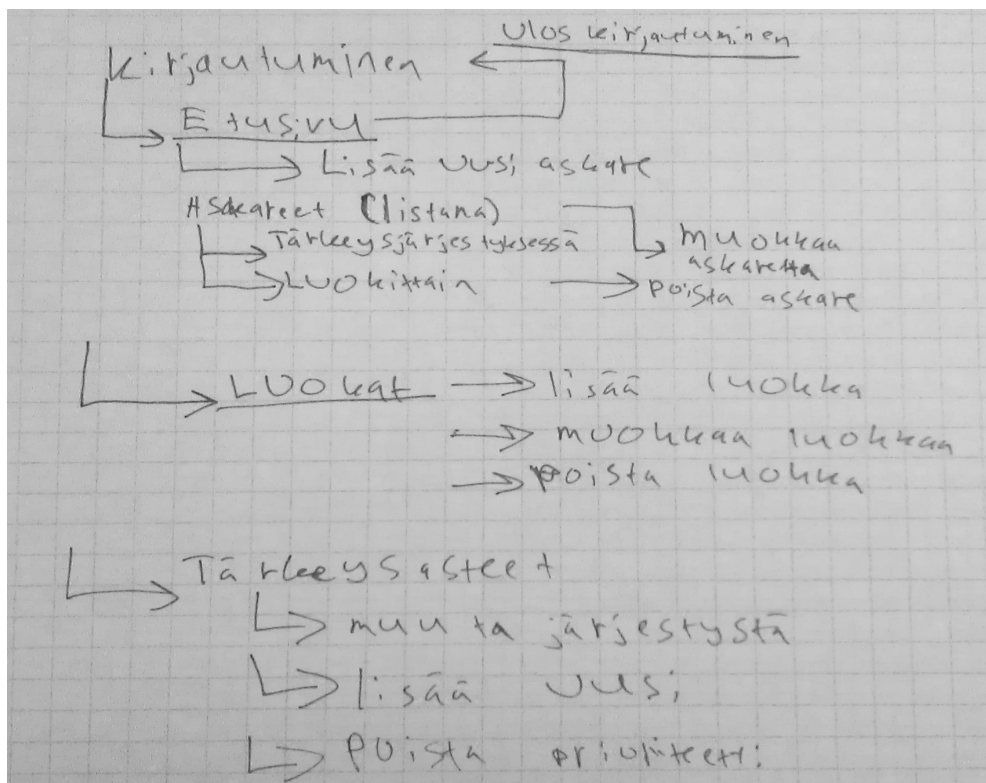 Ulos kirjautuminen
Kirjautuminen
Etusivu
Lisää uusi askare
Askareet (listana)
Tärkeysjärjestyksessä
muokkaa
askaretta
Luokittain
poista askare
Luokat
lisää luokka
muokkaa luokkaa
poista luokka
Tärkeysasteet
muuta järjestystä
lisää uusi
poista prioriteetti